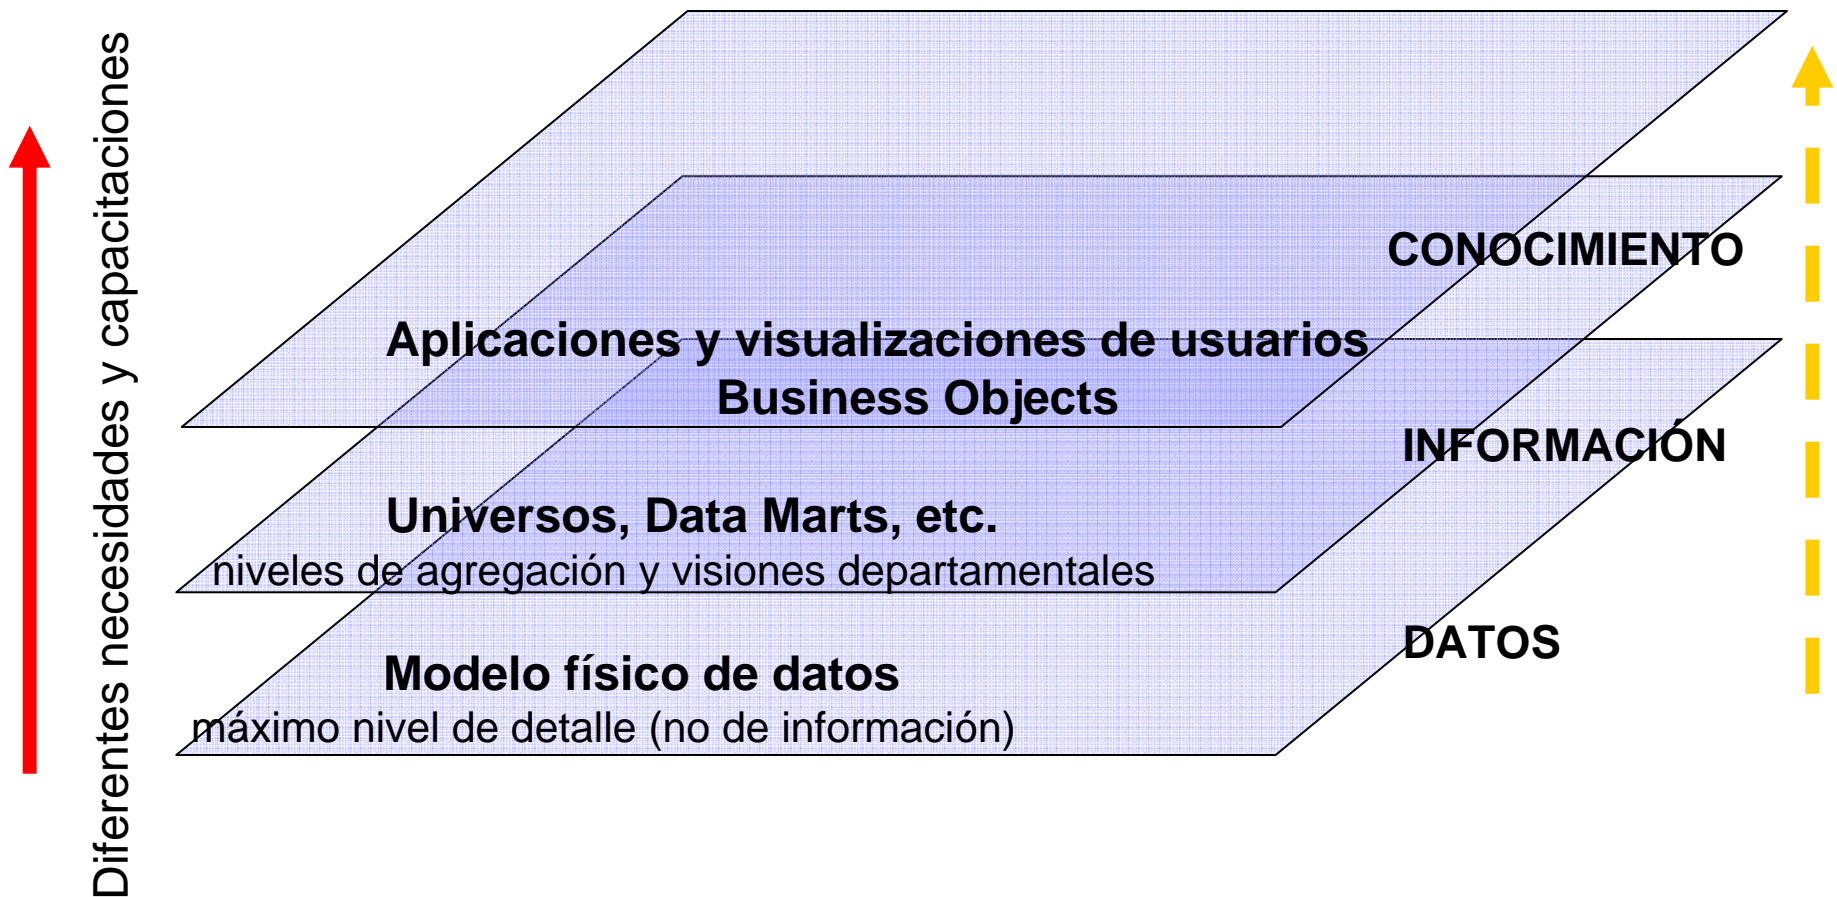 Diferentes necesidades y capacitaciones
CONOCIMIENTO
Aplicaciones y visualizaciones de usuarios
Business Objects
INFORMACIÓN
Universos, Data Marts, etc.
niveles de agregación y visiones departamentales
DATOS
Modelo físico de datos
máximo nivel de detalle (no de información)